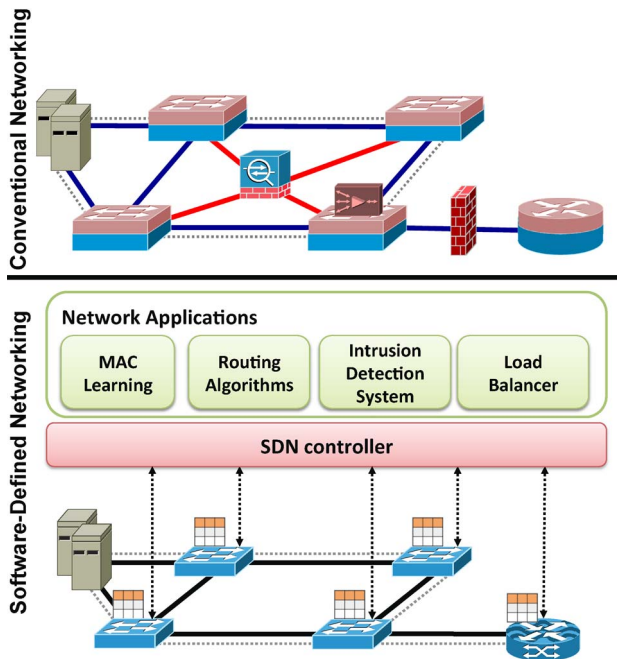 Conventional Networking
Software-Defined Networking
Network Applications
MAC
Learning
Routing
Algorithms
Intrusion
Detection
System
Load
Balancer
SDN controller